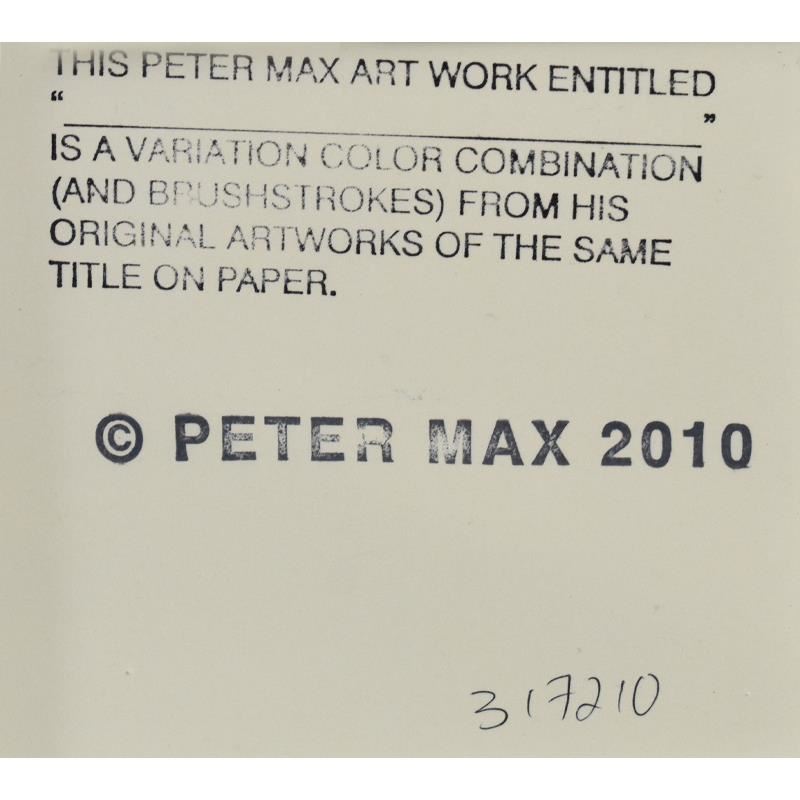 THIS PETER MAX ART WORK ENTITLED
“ ”
IS A VARIATION COLOR COMBINATION
(AND BRUSHSTROKES) FROM HIS
ORIGINAL ARTWORKS OF THE SAME
TITLE ON PAPER.
© PETER MAX 2010
317210